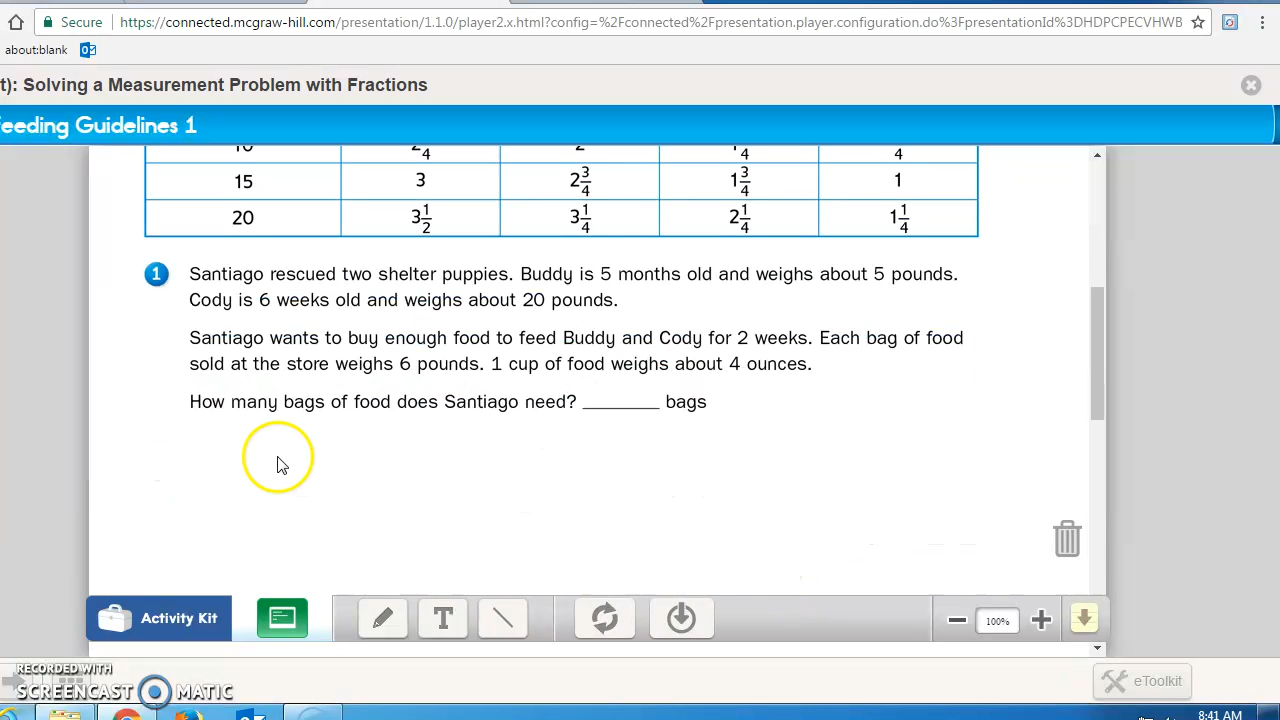 Secure
https://connected.mcgraw-hill.com/presentation/1.1.0/player2.x.html?config=%2Fconnected%2Fpresentation.player.configuration.do%3FpresentationId%3DHDPCPECVHWB
about:blank
t): Solving a Measurement Problem with Fractions
eeding Guidelines 1
15 3 2 3/4 1 3/4 1
20 3 1/2 3 1/4 2 1/4 1 1/4
1 Santiago rescued two shelter puppies. Buddy is 5 months old and weighs about 5 pounds.
Cody is 6 weeks old and weighs about 20 pounds.
Santiago wants to buy enough food to feed Buddy and Cody for 2 weeks. Each bag of food
sold at the store weighs 6 pounds. 1 cup of food weighs about 4 ounces.
How many bags of food does Santiago need? ________ bags
Activity Kit
T
100%
RECORDED WITH
SCREENCAST MATIC
eToolkit
8:41 AM